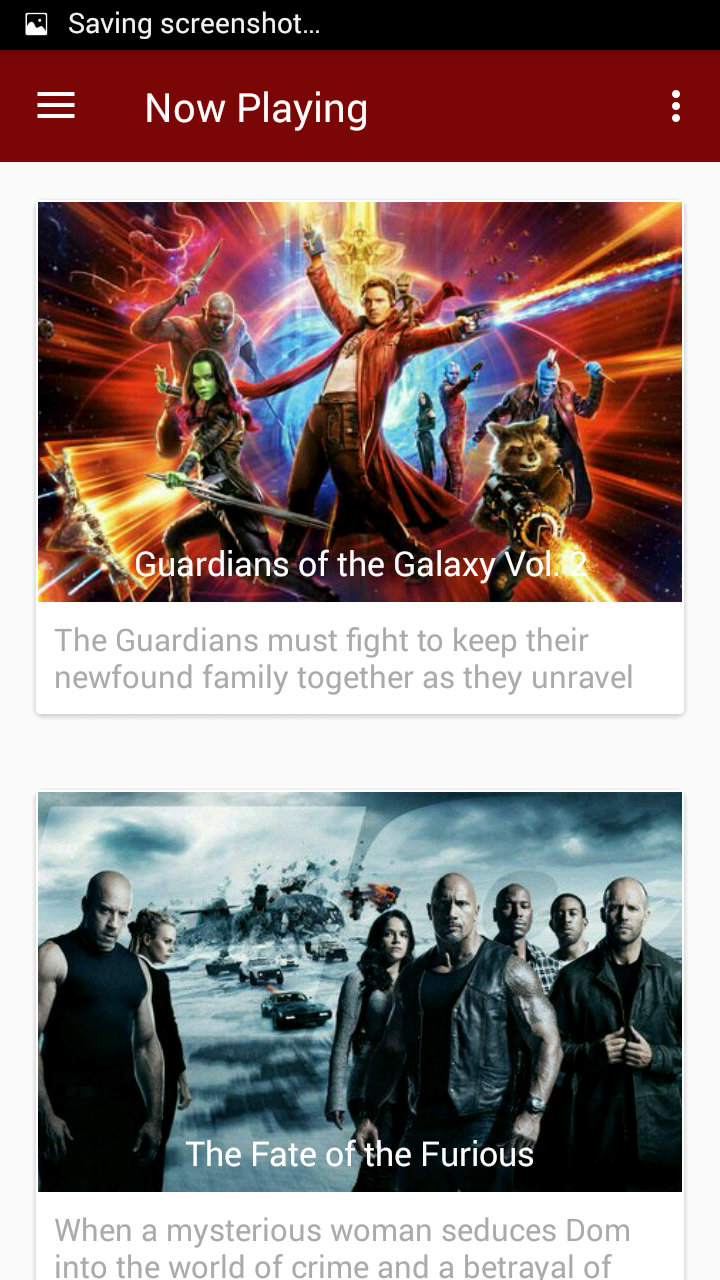 Saving screenshot...
Now Playing
Guardians of the Galaxy Vol. 2
The Guardians must fight to keep their
newfound family together as they unravel
The Fate of the Furious
When a mysterious woman seduces Dom
into the world of crime and a betrayal of